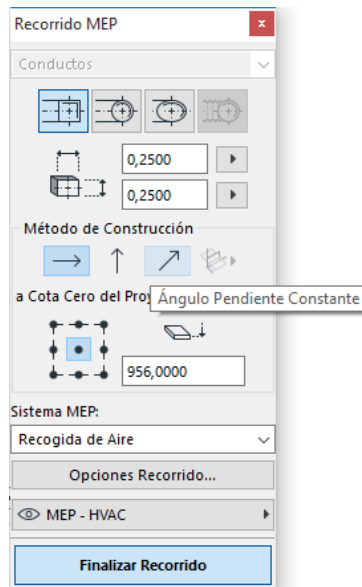 Recorrido MEP
x
Conductos
0,2500
0,2500
Método de Construcción
a Cota Cero del Proy
Ángulo Pendiente Constante
956,0000
Sistema MEP:
Recogida de Aire
Opciones Recorrido...
MEP - HVAC
Finalizar Recorrido